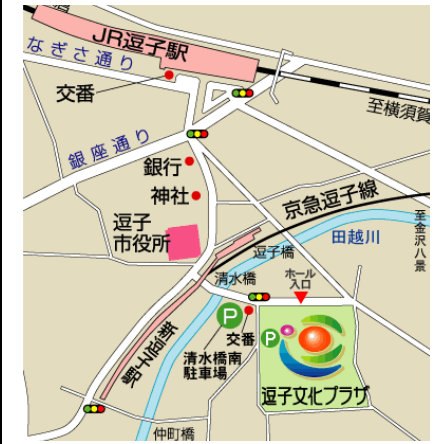 JR逗子駅
なぎさ通り
交番
至横須賀
銀座通り
銀行
神社
京急逗子線
逗子
市役所
田越川
至金沢八景
逗子橋
清水橋
ホール
入口
P
交番
P
清水橋南
駐車場
新逗子駅
逗子文化プラザ
仲町橋